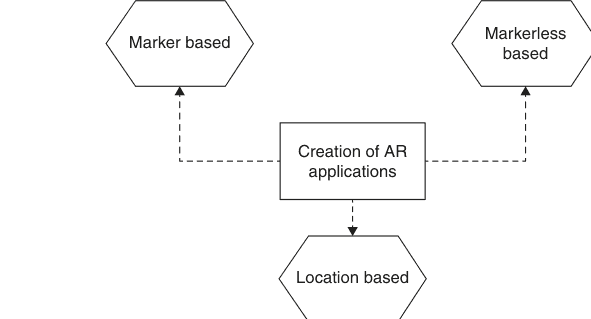 Marker based
Markerless
based
Creation of AR
applications
Location based